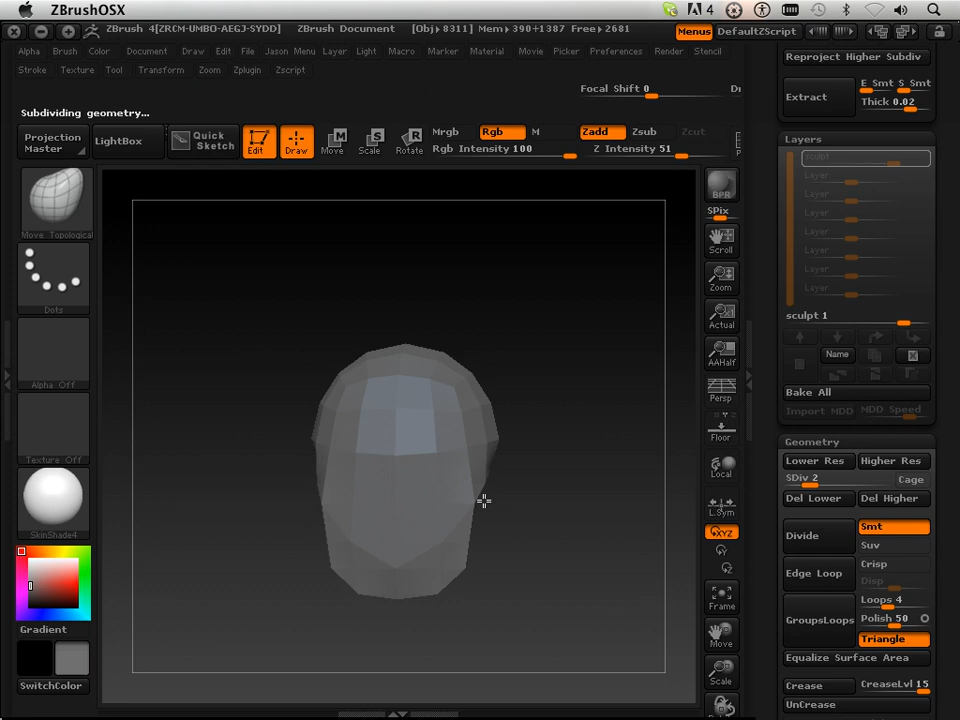 ZBrushOSX
4
ZBrush 4[ZRCM-UMBO-AEGJ-SYDD] ZBrush Document [Obj▸8311] Mem▸390+1387 Free▸2681
Menus DefaultZScript
Alpha Brush Color Document Draw Edit File Jason Menu Layer Light Macro Marker Material Movie Picker Preferences Render Stencil
Stroke Texture Tool Transform Zoom Zplugin Zscript
Focal Shift 0
Subdividing geometry...
Projection Master
LightBox
Quick Sketch
Edit
Draw
Move
Scale
Rotate
Mrgb Rgb M
Rgb Intensity 100
Zadd Zsub Zcut
Z Intensity 51
Move_Topological
Dots
Alpha_Off
Texture_Off
SkinShade4
Gradient
SwitchColor
BPR
SPix
Scroll
Zoom
Actual
AAHalf
Persp
Floor
Local
L.Sym
XYZ
Y
Z
Frame
Move
Scale
Reproject Higher Subdiv
Extract
E Smt S Smt
Thick 0.02
Layers
sculpt
Layer
Layer
Layer
Layer
Layer
Layer
Layer
sculpt 1
Name
Bake All
Import MDD MDD Speed
Geometry
Lower Res Higher Res
SDiv 2 Cage
Del Lower Del Higher
Divide
Smt
Suv
Edge Loop
Crisp
Disp
GroupsLoops
Loops 4
Polish 50
Triangle
Equalize Surface Area
Crease CreaseLvl 15
UnCrease